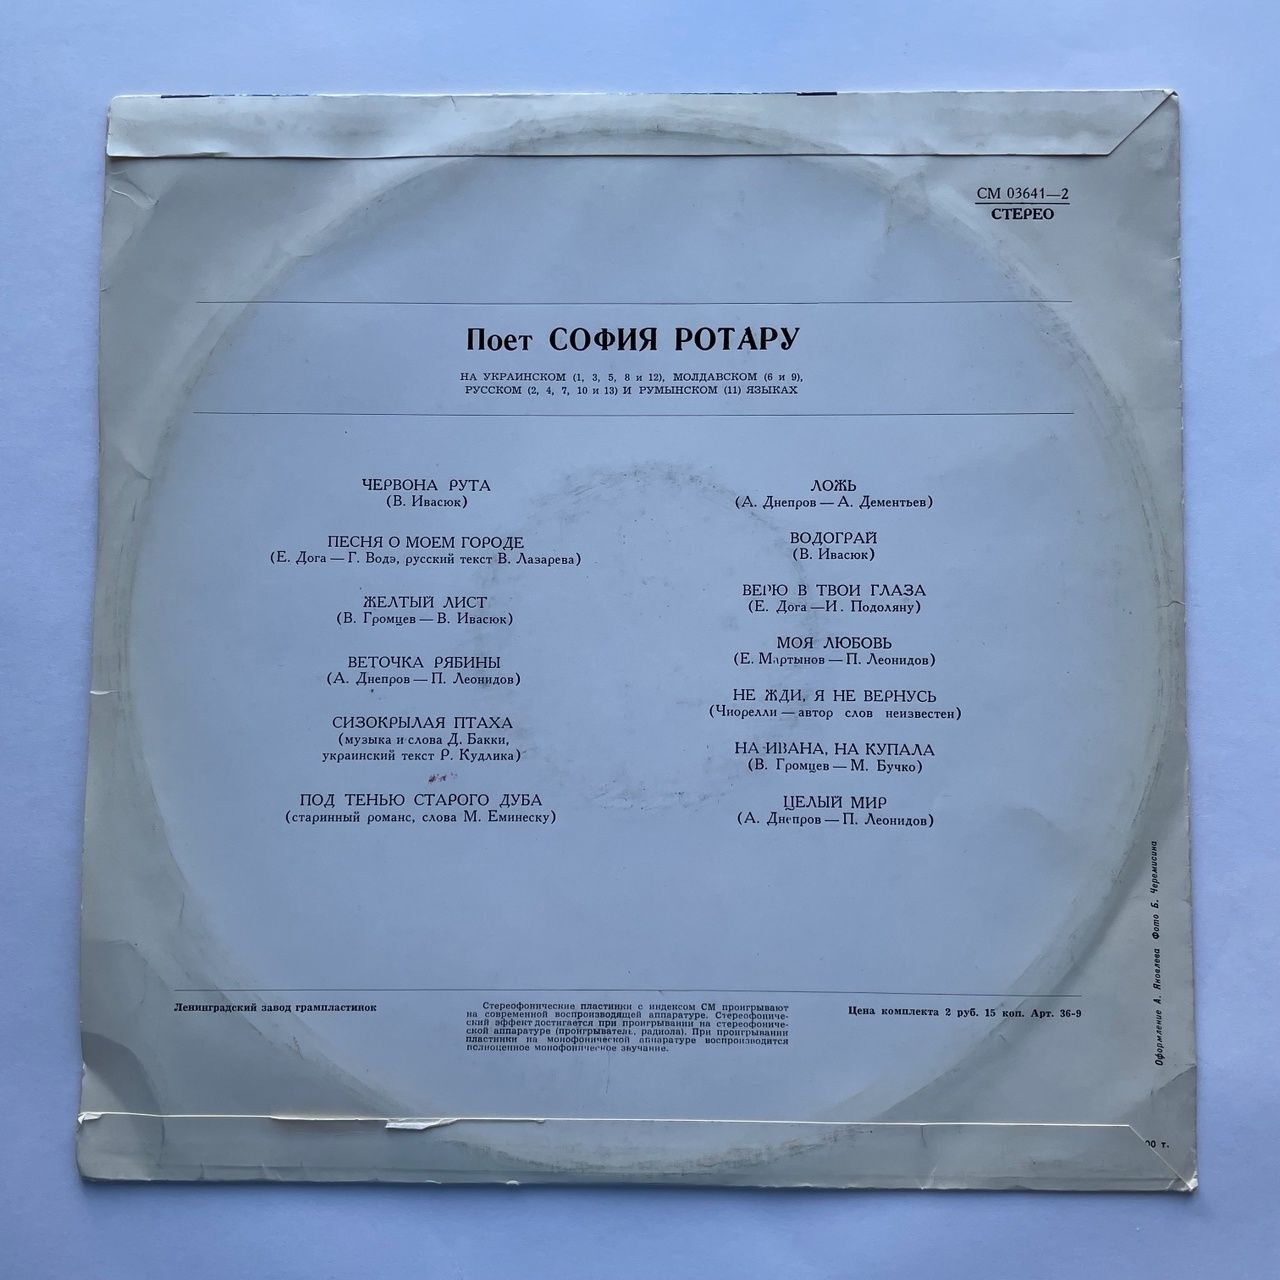 СМ 03641—2
СТЕРЕО
Поет СОФИЯ РОТАРУ
НА УКРАИНСКОМ (1, 3, 5, 8 и 12), МОЛДАВСКОМ (6 и 9),
РУССКОМ (2, 4, 7, 10 и 13) И РУМЫНСКОМ (11) ЯЗЫКАХ
ЧЕРВОНА РУТА
(В. Ивасюк)
ПЕСНЯ О МОЕМ ГОРОДЕ
(Е. Дога — Г. Водэ, русский текст В. Лазарева)
ЖЕЛТЫЙ ЛИСТ
(В. Громцев — В. Ивасюк)
ВЕТОЧКА РЯБИНЫ
(А. Днепров — П. Леонидов)
СИЗОКРЫЛАЯ ПТАХА
(музыка и слова Д. Бакки,
украинский текст Р. Кудлика)
ПОД ТЕНЬЮ СТАРОГО ДУБА
(старинный романс, слова М. Еминеску)
ЛОЖЬ
(А. Днепров — А. Дементьев)
ВОДОГРАЙ
(В. Ивасюк)
ВЕРЮ В ТВОИ ГЛАЗА
(Е. Дога — И. Подоляну)
МОЯ ЛЮБОВЬ
(Е. Мартынов — П. Леонидов)
НЕ ЖДИ, Я НЕ ВЕРНУСЬ
(Чиорелли — автор слов неизвестен)
НА ИВАНА, НА КУПАЛА
(В. Громцев — М. Бучко)
ЦЕЛЫЙ МИР
(А. Днепров — П. Леонидов)
Ленинградский завод грампластинок
Стереофонические пластинки с индексом СМ проигрывают
на современной воспроизводящей аппаратуре. Стереофониче-
ский эффект достигается при проигрывании на стереофониче-
ской аппаратуре (проигрыватель, радиола). При проигрывании
пластинки на монофонической аппаратуре воспроизводится
полноценное монофоническое звучание.
Цена комплекта 2 руб. 15 коп. Арт. 36-9
Оформление А. Яковлева Фото Б. Черемисина
00 т.